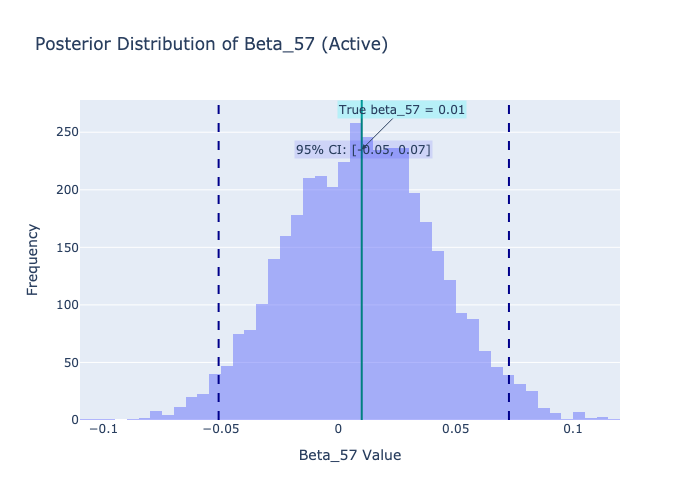 Posterior Distribution of Beta_57 (Active)
True beta_57 = 0.01
95% CI: [-0.05, 0.07]
250
200
150
100
50
0
Frequency
−0.1
−0.05
0
0.05
0.1
Beta_57 Value